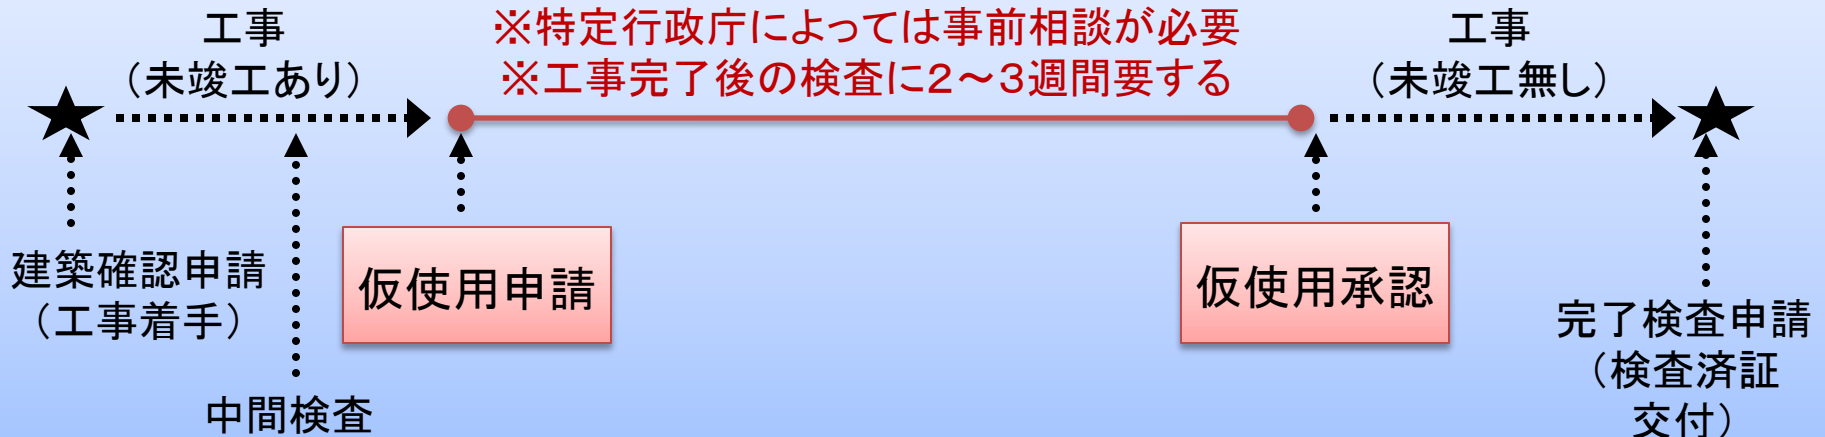 工事
（未竣工あり）
※特定行政庁によっては事前相談が必要
※工事完了後の検査に２～３週間要する
工事
（未竣工無し）
建築確認申請
（工事着手）
中間検査
仮使用申請
仮使用承認
完了検査申請
（検査済証
交付）